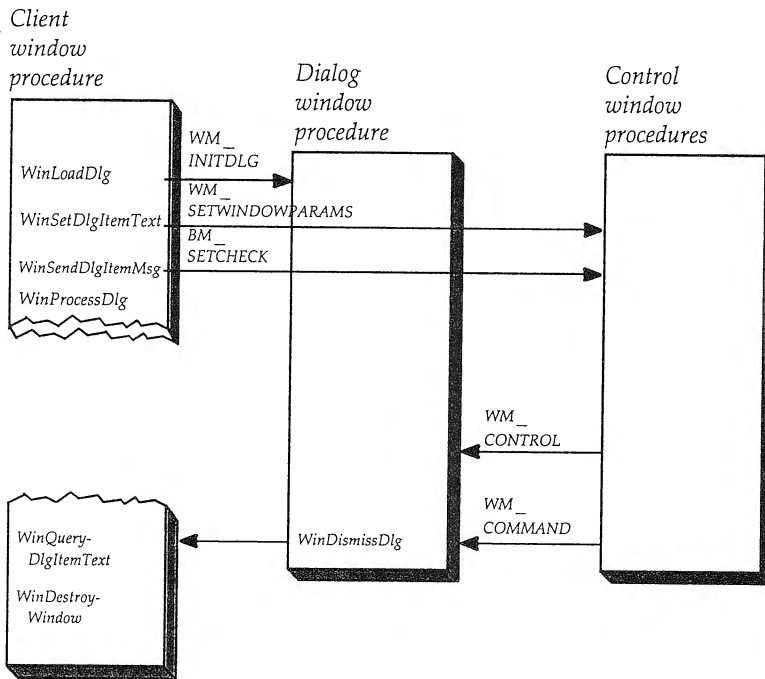 Client
window
procedure
Dialog
window
procedure
Control
window
procedures
WinLoadDlg
WM_
INITDLG
WinSetDlgItemText
WM_
SETWINDOWPARAMS
WinSendDlgItemMsg
BM_
SETCHECK
WinProcessDlg
WM_
CONTROL
WM_
COMMAND
WinDismissDlg
WinQuery-
DlgItemText
WinDestroy-
Window